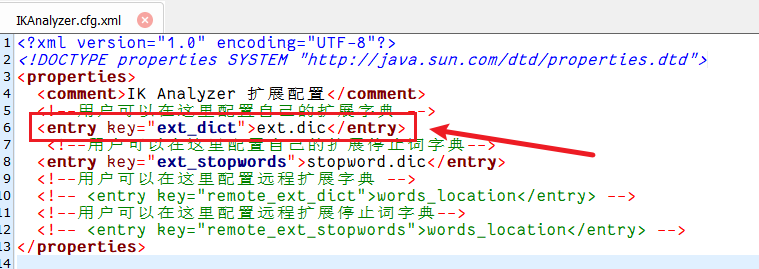 IKAnalyzer.cfg.xml
1 <?xml version="1.0" encoding="UTF-8"?>
2 <!DOCTYPE properties SYSTEM "http://java.sun.com/dtd/properties.dtd">
3 <properties>
4 <comment>IK Analyzer 扩展配置</comment>
5 <!--用户可以在这里配置自己的扩展字典 -->
6 <entry key="ext_dict">ext.dic</entry>
7 <!--用户可以在这里配置自己的扩展停止词字典-->
8 <entry key="ext_stopwords">stopword.dic</entry>
9 <!--用户可以在这里配置远程扩展字典 -->
10 <!-- <entry key="remote_ext_dict">words_location</entry> -->
11 <!--用户可以在这里配置远程扩展停止词字典-->
12 <!-- <entry key="remote_ext_stopwords">words_location</entry> -->
13 </properties>
14